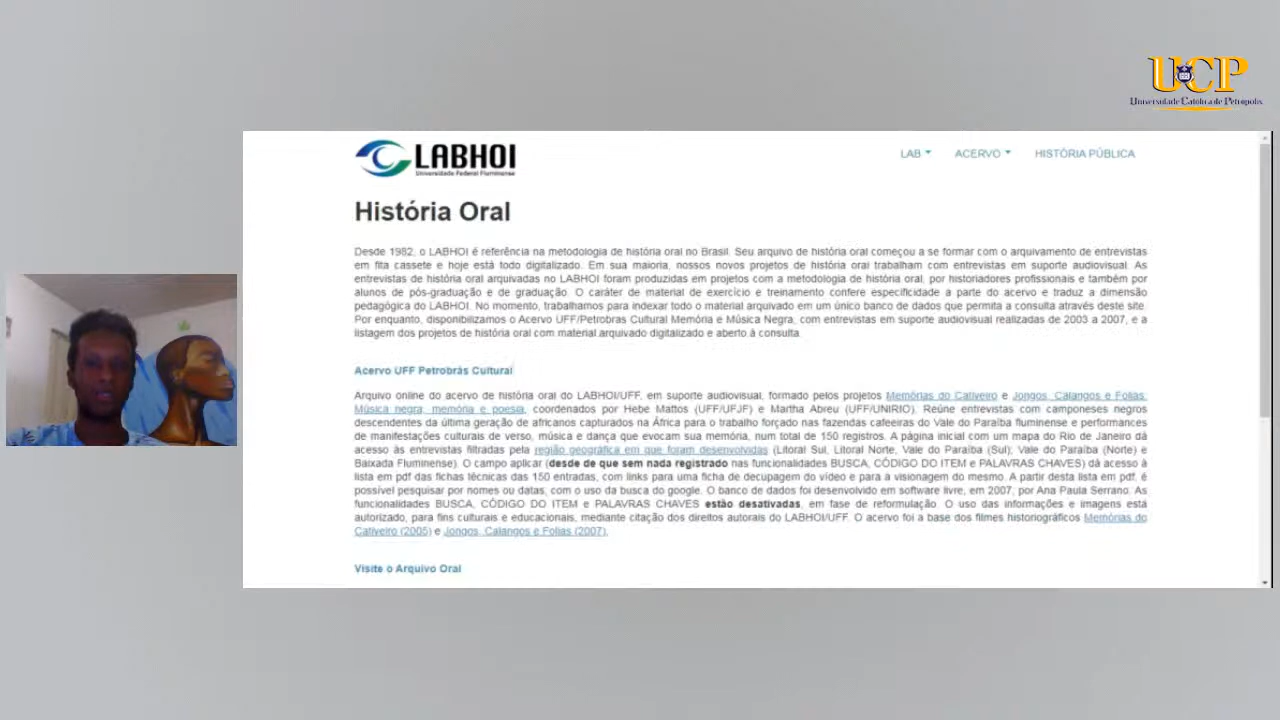 UCP
Universidade Católica de Petrópolis
LABHOI
Universidade Federal Fluminense
LAB
ACERVO
HISTÓRIA PÚBLICA
História Oral
Desde 1982, o LABHOI é referência na metodologia de história oral no Brasil. Seu arquivo de história oral começou a se formar com o arquivamento de entrevistas
em fita cassete e hoje está todo digitalizado. Em sua maioria, nossos novos projetos de história oral trabalham com entrevistas em suporte audiovisual. As
entrevistas de história oral arquivadas no LABHOI foram produzidas em projetos com a metodologia de história oral, por historiadores profissionais e também por
alunos de pós-graduação e de graduação. O caráter de material de exercício e treinamento confere especificidade a parte do acervo e traduz a dimensão
pedagógica do LABHOI. No momento, trabalhamos para indexar todo o material arquivado em um único banco de dados que permita a consulta através deste site.
Por enquanto, disponibilizamos o Acervo UFF/Petrobras Cultural Memória e Música Negra, com entrevistas em suporte audiovisual realizadas de 2003 a 2007, e a
listagem dos projetos de história oral com material arquivado digitalizado e aberto à consulta.
Acervo UFF Petrobrás Cultural
Arquivo online do acervo de história oral do LABHOI/UFF, em suporte audiovisual, formado pelos projetos Memórias do Cativeiro e Jongos, Calangos e Folias.
Música negra, memória e poesia, coordenados por Hebe Mattos (UFF/UFJF) e Martha Abreu (UFF/UNIRIO). Reúne entrevistas com camponeses negros
descendentes da última geração de africanos capturados na África para o trabalho forçado nas fazendas cafeeiras do Vale do Paraíba fluminense e performances
de manifestações culturais de verso, música e dança que evocam sua memória, num total de 150 registros. A página inicial com um mapa do Rio de Janeiro dá
acesso às entrevistas filtradas pela região geográfica em que foram desenvolvidas (Litoral Sul, Litoral Norte, Vale do Paraíba (Sul); Vale do Paraíba (Norte) e
Baixada Fluminense). O campo aplicar (desde de que sem nada registrado nas funcionalidades BUSCA, CÓDIGO DO ITEM e PALAVRAS CHAVES) dá acesso à
lista em pdf das fichas técnicas das 150 entradas, com links para uma ficha de decupagem do vídeo e para a visionagem do mesmo. A partir desta lista em pdf, é
possível pesquisar por nomes ou datas, com o uso da busca do google. O banco de dados foi desenvolvido em software livre, em 2007, por Ana Paula Serrano. As
funcionalidades BUSCA, CÓDIGO DO ITEM e PALAVRAS CHAVES estão desativadas, em fase de reformulação. O uso das informações e imagens está
autorizado, para fins culturais e educacionais, mediante citação dos direitos autorais do LABHOI/UFF. O acervo foi a base dos filmes historiográficos Memórias do
Cativeiro (2005) e Jongos, Calangos e Folias (2007).
Visite o Arquivo Oral